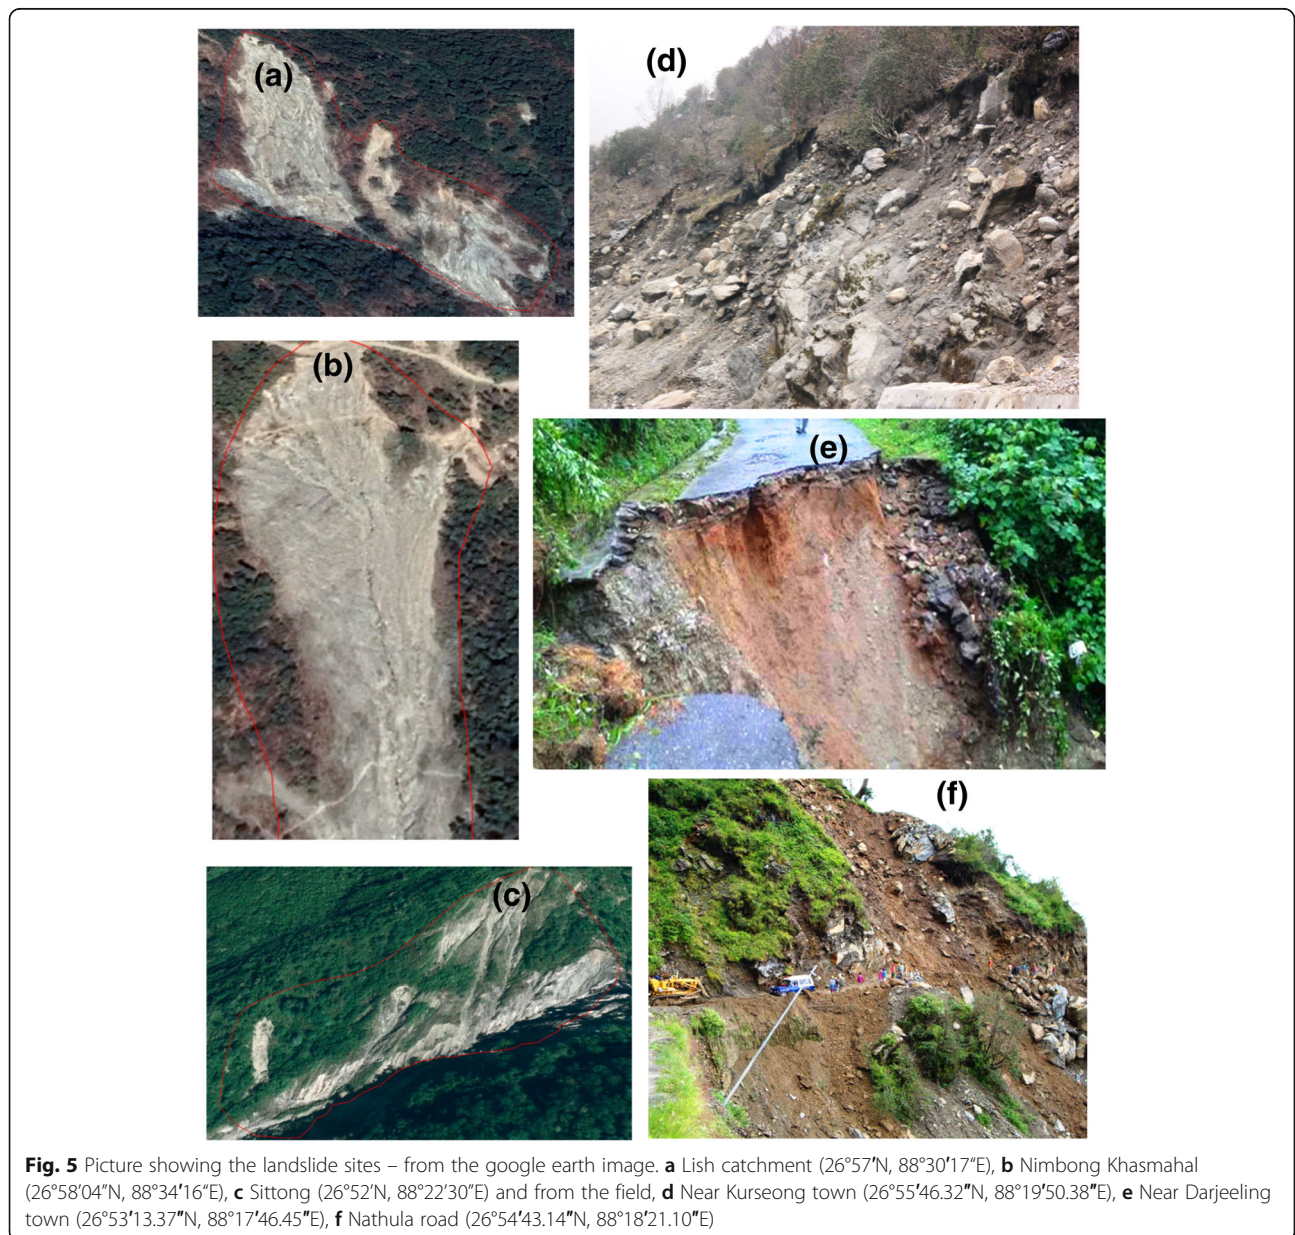 (a)
(d)
(b)
(e)
(c)
(f)
Fig. 5 Picture showing the landslide sites – from the google earth image. a Lish catchment (26°57′N, 88°30′17“E), b Nimbong Khasmahal
(26°58′04”N, 88°34′16“E), c Sittong (26°52′N, 88°22′30”E) and from the field, d Near Kurseong town (26°55′46.32″N, 88°19′50.38″E), e Near Darjeeling
town (26°53′13.37″N, 88°17′46.45″E), f Nathula road (26°54′43.14″N, 88°18′21.10″E)